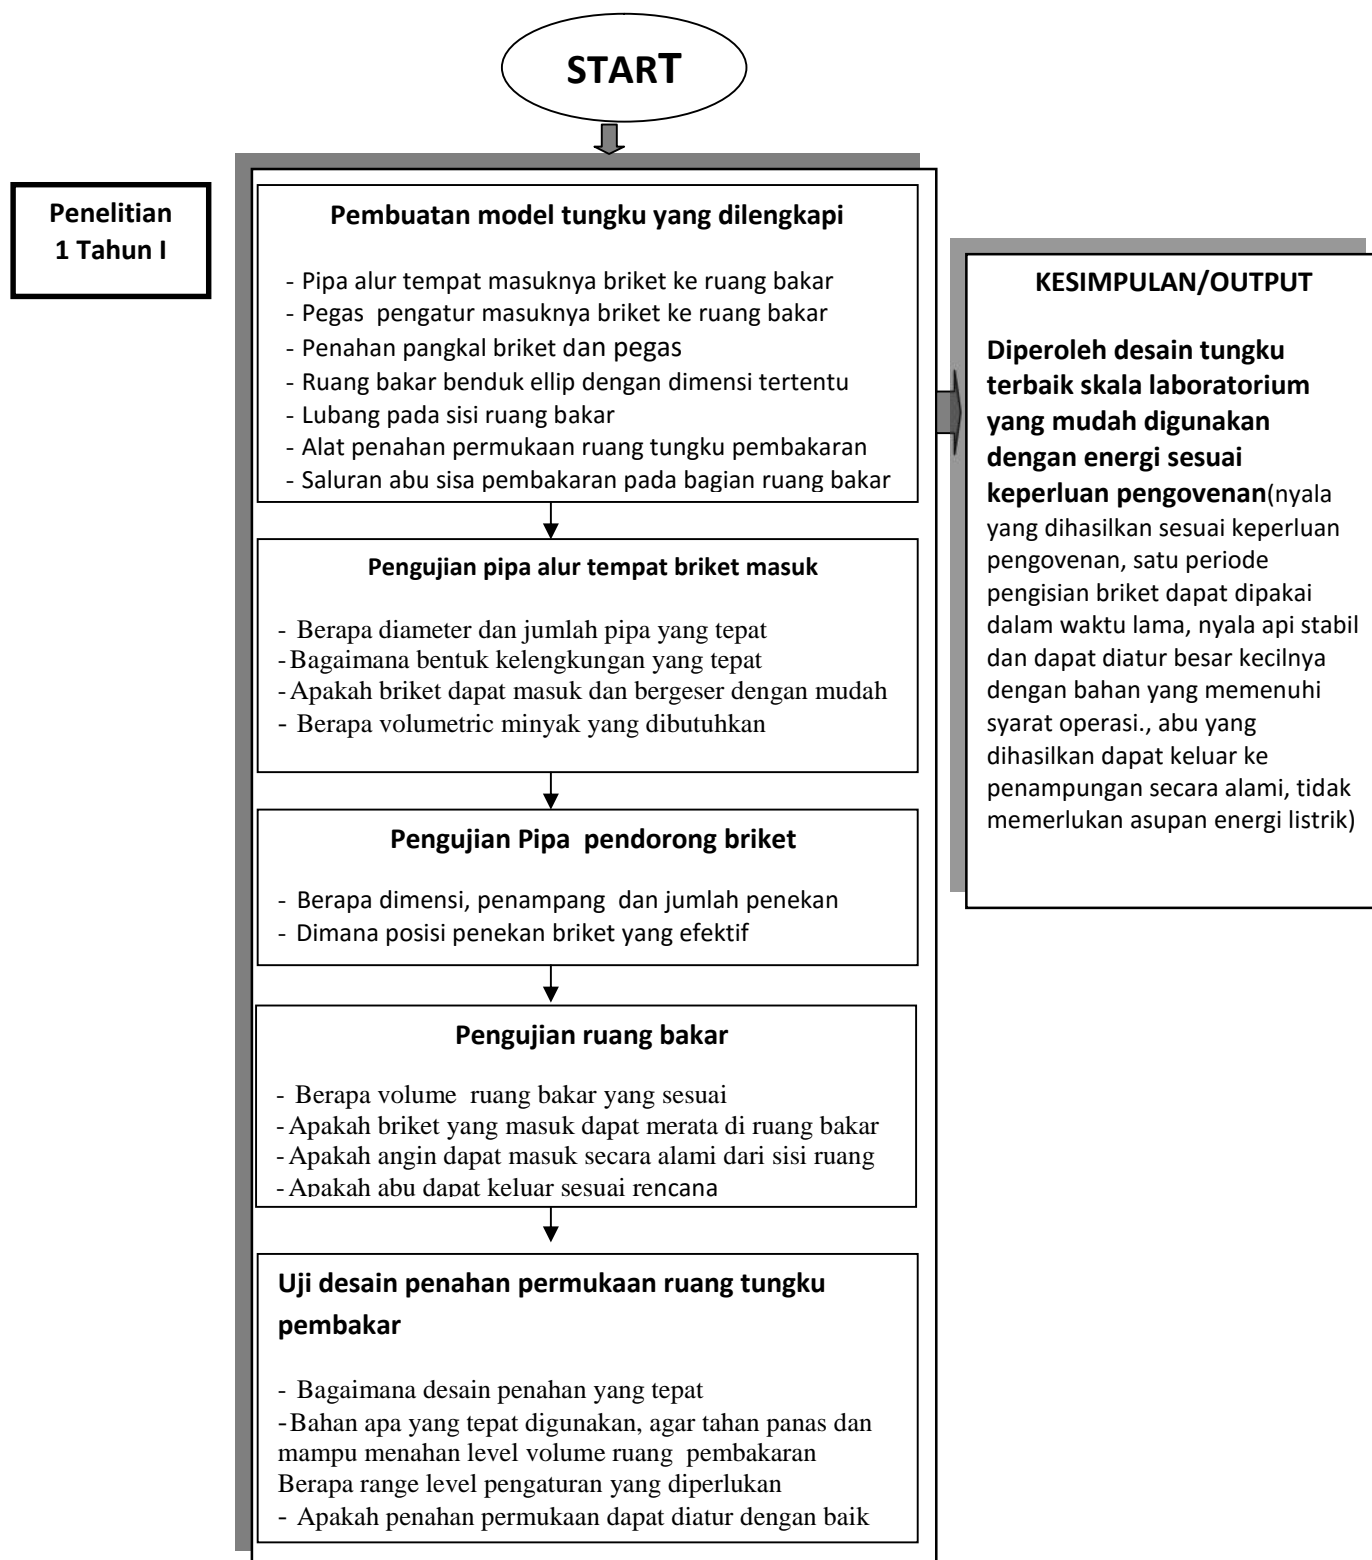 START
Penelitian
1 Tahun I
Pembuatan model tungku yang dilengkapi
- Pipa alur tempat masuknya briket ke ruang bakar
- Pegas  pengatur masuknya briket ke ruang bakar
- Penahan pangkal briket dan pegas
- Ruang bakar benduk ellip dengan dimensi tertentu
- Lubang pada sisi ruang bakar
- Alat penahan permukaan ruang tungku pembakaran
- Saluran abu sisa pembakaran pada bagian ruang bakar
Pengujian pipa alur tempat briket masuk
- Berapa diameter dan jumlah pipa yang tepat
- Bagaimana bentuk kelengkungan yang tepat
- Apakah briket dapat masuk dan bergeser dengan mudah
- Berapa volumetric minyak yang dibutuhkan
Pengujian Pipa  pendorong briket
- Berapa dimensi, penampang  dan jumlah penekan
- Dimana posisi penekan briket yang efektif
Pengujian ruang bakar
- Berapa volume  ruang bakar yang sesuai
- Apakah briket yang masuk dapat merata di ruang bakar
- Apakah angin dapat masuk secara alami dari sisi ruang
- Apakah abu dapat keluar sesuai rencana
Uji desain penahan permukaan ruang tungku
pembakar
- Bagaimana desain penahan yang tepat
- Bahan apa yang tepat digunakan, agar tahan panas dan
mampu menahan level volume ruang  pembakaran
Berapa range level pengaturan yang diperlukan
- Apakah penahan permukaan dapat diatur dengan baik
KESIMPULAN/OUTPUT
Diperoleh desain tungku
terbaik skala laboratorium
yang mudah digunakan
dengan energi sesuai
keperluan pengovenan(nyala
yang dihasilkan sesuai keperluan
pengovenan, satu periode
pengisian briket dapat dipakai
dalam waktu lama, nyala api stabil
dan dapat diatur besar kecilnya
dengan bahan yang memenuhi
syarat operasi., abu yang
dihasilkan dapat keluar ke
penampungan secara alami, tidak
memerlukan asupan energi listrik)